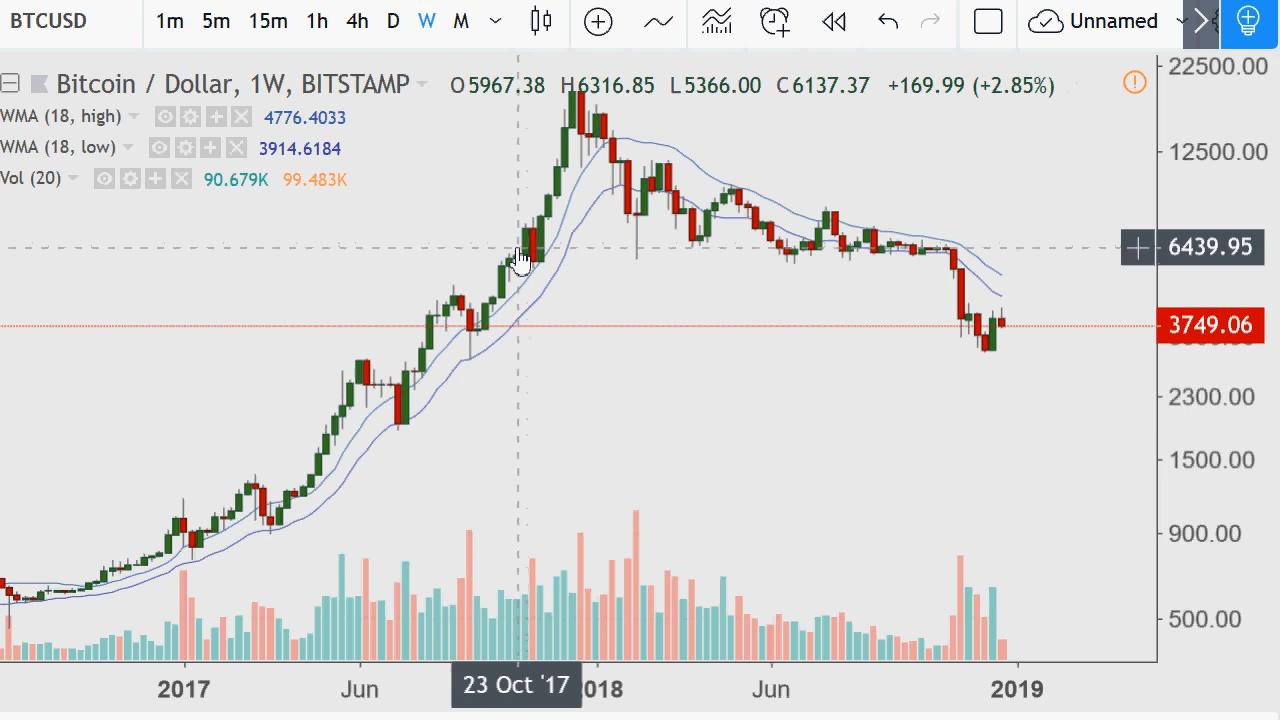 BTCUSD 1m 5m 15m 1h 4h D W M Unnamed
Bitcoin / Dollar, 1W, BITSTAMP O5967.38 H6316.85 L5366.00 C6137.37 +169.99 (+2.85%)
WMA (18, high) 4776.4033
WMA (18, low) 3914.6184
Vol (20) 90.679K 99.483K
22500.00
12500.00
6439.95
3749.06
2300.00
1500.00
900.00
500.00
2017 Jun 23 Oct '17 2018 Jun 2019